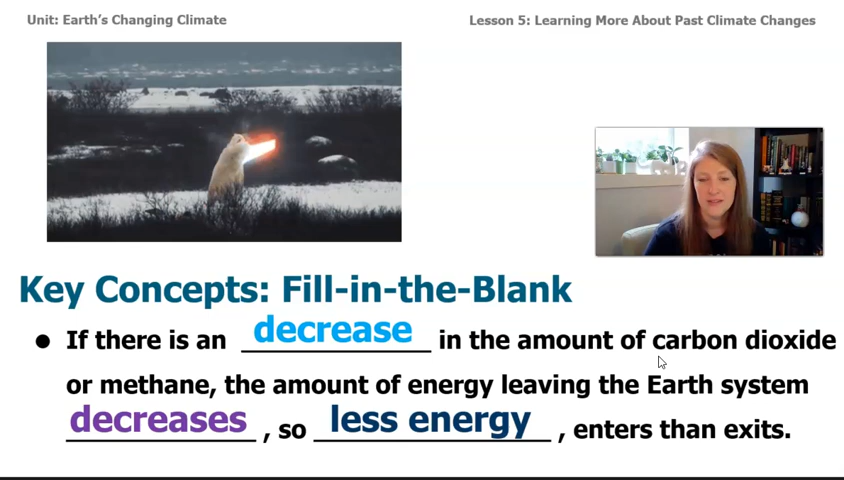 Unit: Earth's Changing Climate
Lesson 5: Learning More About Past Climate Changes
Key Concepts: Fill-in-the-Blank
● If there is an decrease in the amount of carbon dioxide
or methane, the amount of energy leaving the Earth system
decreases , so less energy , enters than exits.